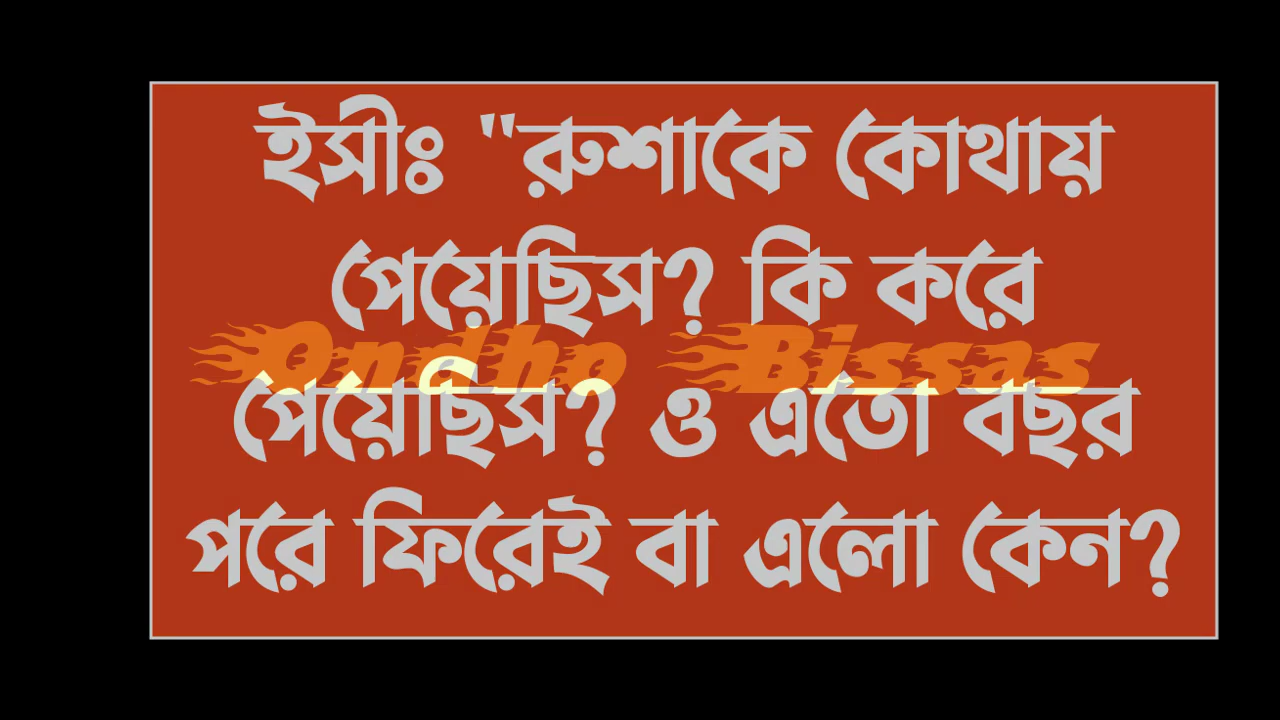 ইসীঃ "রুশাকে কোথায়
পেয়েছিস? কি করে
Ondho Bissas
পেয়েছিস? ও এতো বছর
পরে ফিরেই বা এলো কেন?